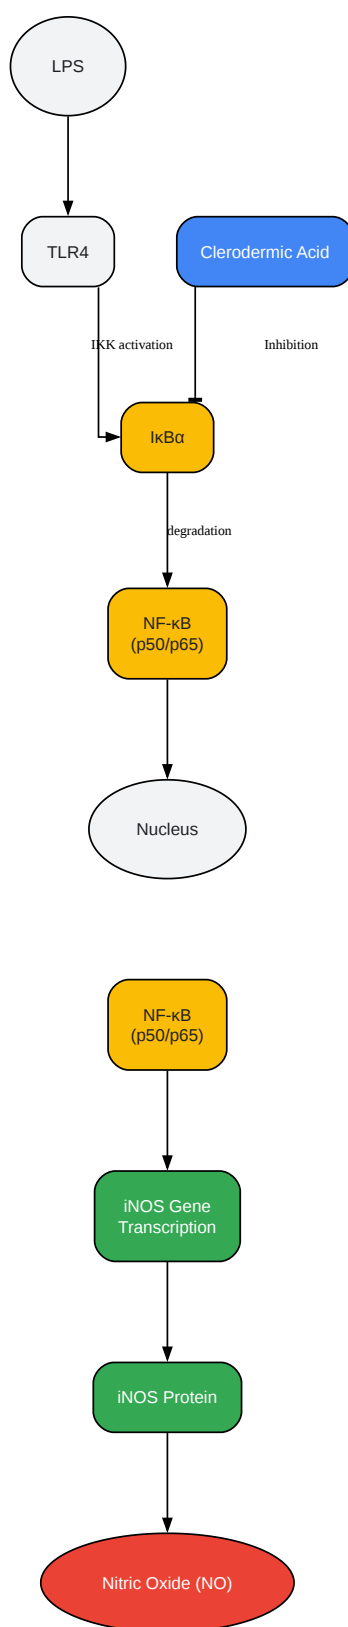 LPS
TLR4
Clerodermic Acid
IKK activation
Inhibition
IκBα
degradation
NF-κB
(p50/p65)
Nucleus
NF-κB
(p50/p65)
iNOS Gene
Transcription
iNOS Protein
Nitric Oxide (NO)